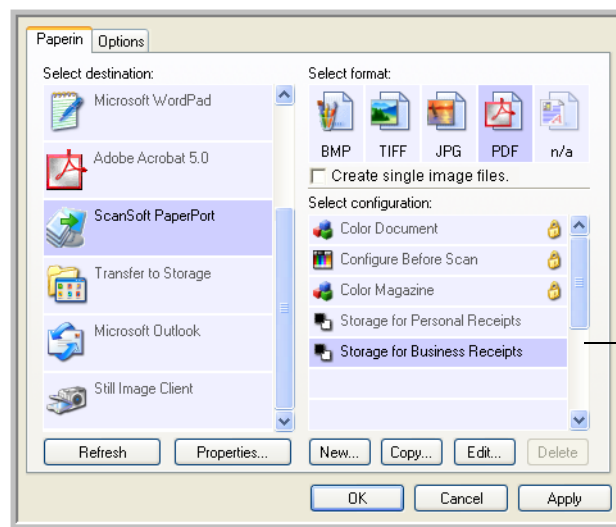 Paperin Options
Select destination:
Microsoft WordPad
Adobe Acrobat 5.0
ScanSoft PaperPort
Transfer to Storage
Microsoft Outlook
Still Image Client
Refresh Properties...
Select format:
BMP TIFF JPG PDF n/a
Create single image files.
Select configuration:
Color Document
Configure Before Scan
Color Magazine
Storage for Personal Receipts
Storage for Business Receipts
New... Copy... Edit... Delete
OK Cancel Apply